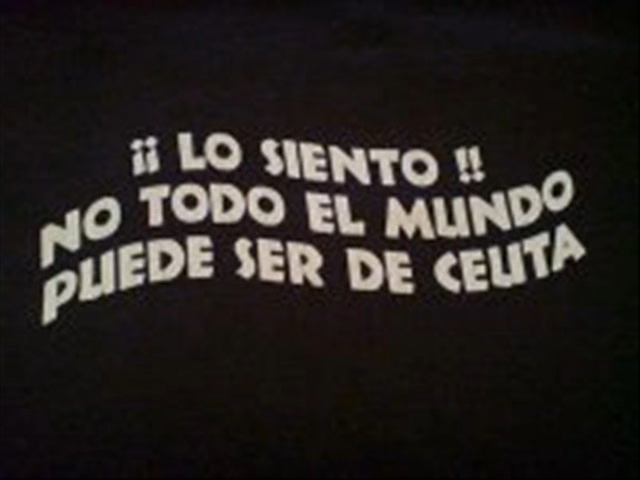 ¡¡ LO SIENTO !!
NO TODO EL MUNDO
PUEDE SER DE CEUTA